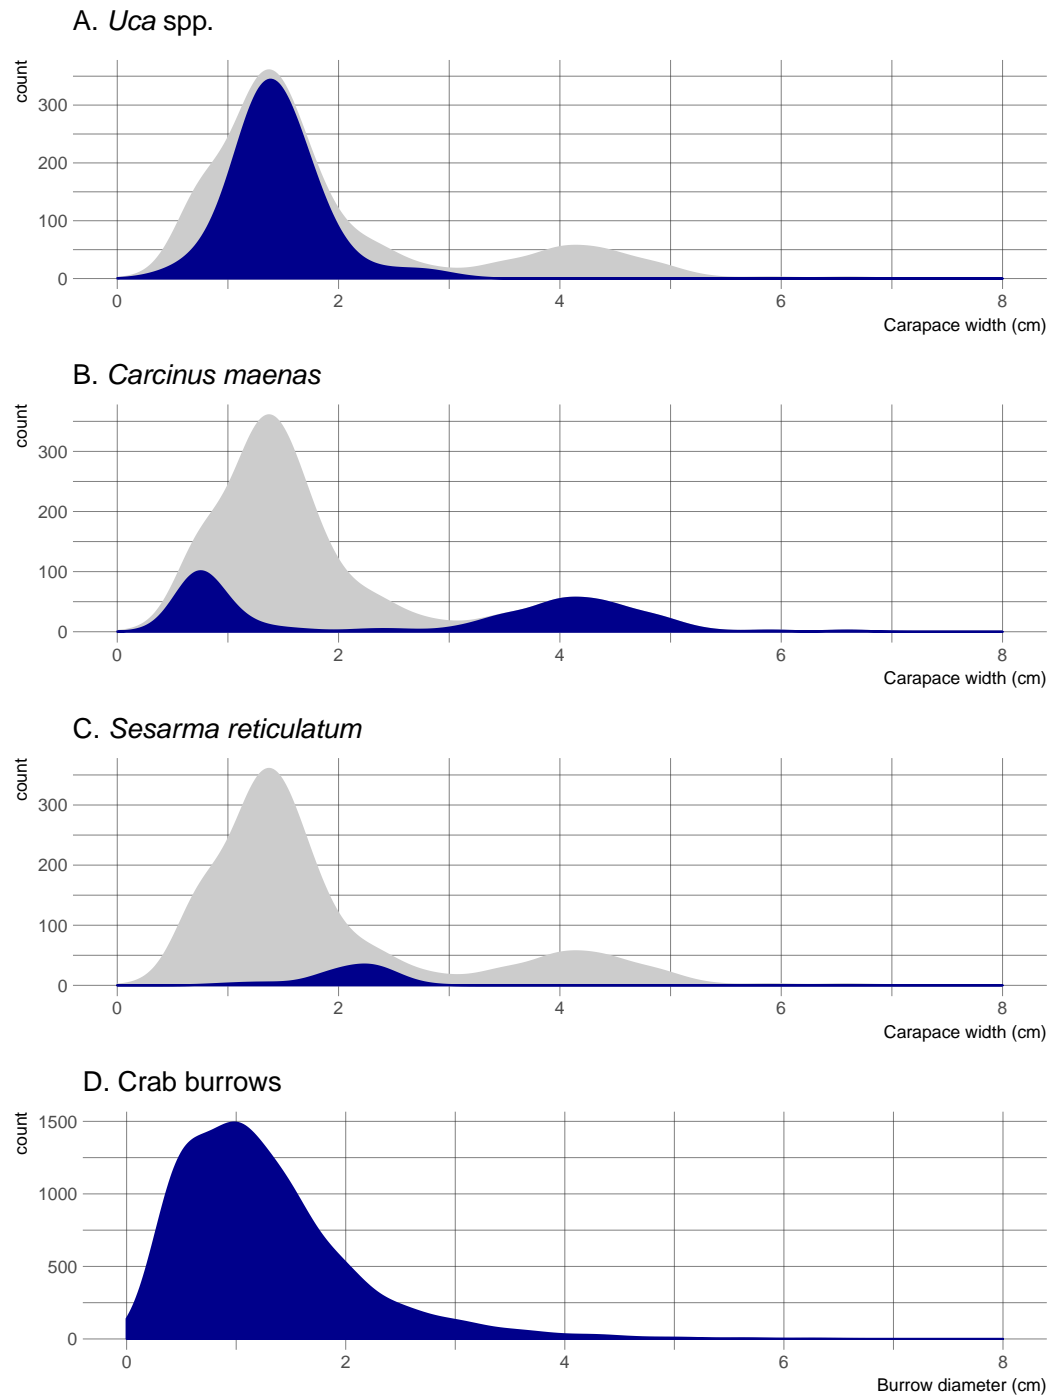 A. Uca spp.
count
300
200
100
0
0 2 4 6 8
Carapace width (cm)
B. Carcinus maenas
count
300
200
100
0
0 2 4 6 8
Carapace width (cm)
C. Sesarma reticulatum
count
300
200
100
0
0 2 4 6 8
Carapace width (cm)
D. Crab burrows
count
1500
1000
500
0
0 2 4 6 8
Burrow diameter (cm)